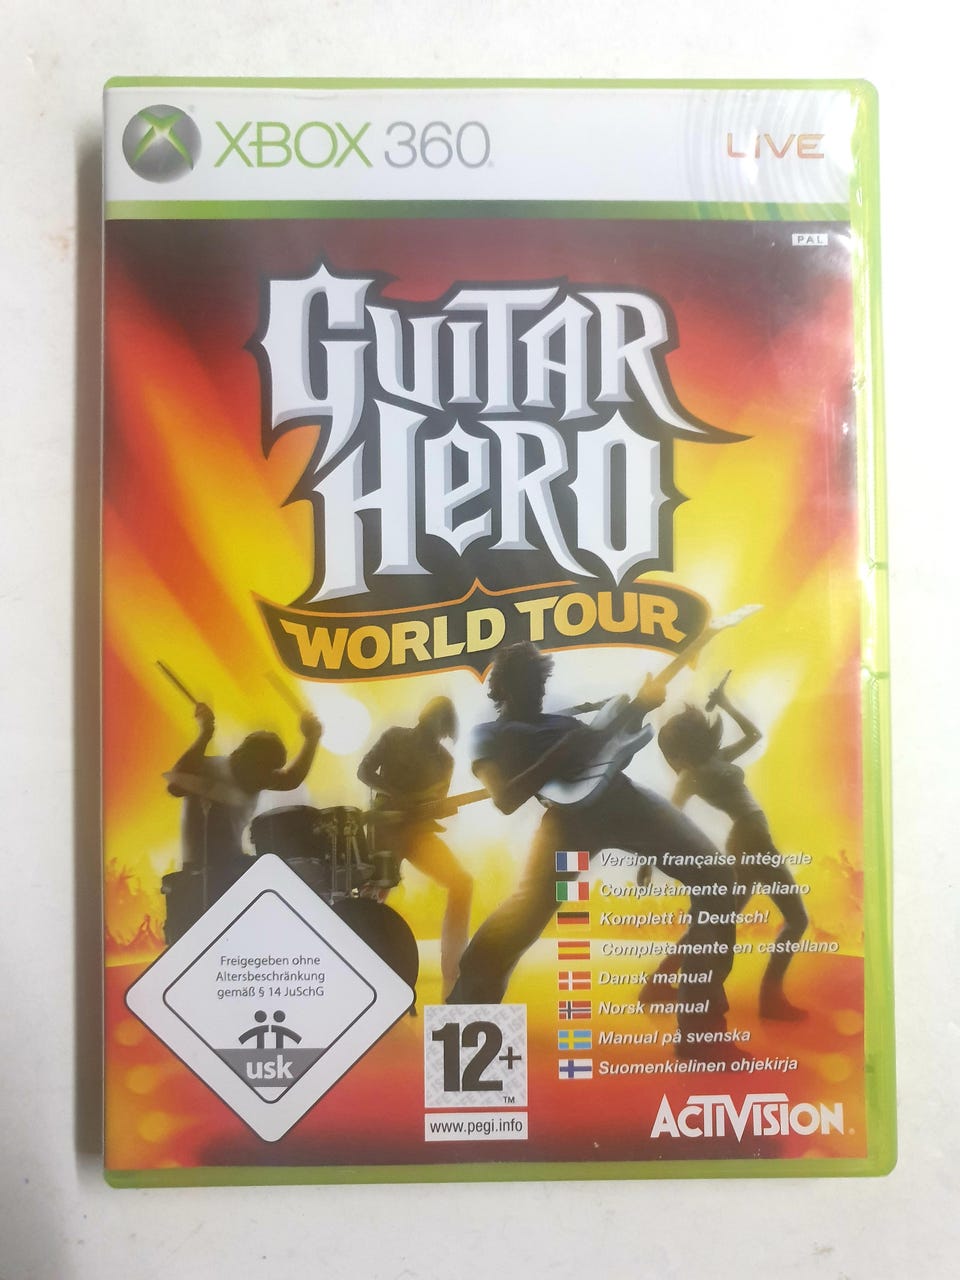 XBOX 360
LIVE
PAL
GUITAR
HERO
WORLD TOUR
Version française intégrale
Completamente in italiano
Komplett in Deutsch!
Completamente en castellano
Dansk manual
Norsk manual
Manual på svenska
Suomenkielinen ohjekirja
Freigegeben ohne
Altersbeschränkung
gemäß § 14 JuSchG
usk
12+
TM
www.pegi.info
ACTIVISION®